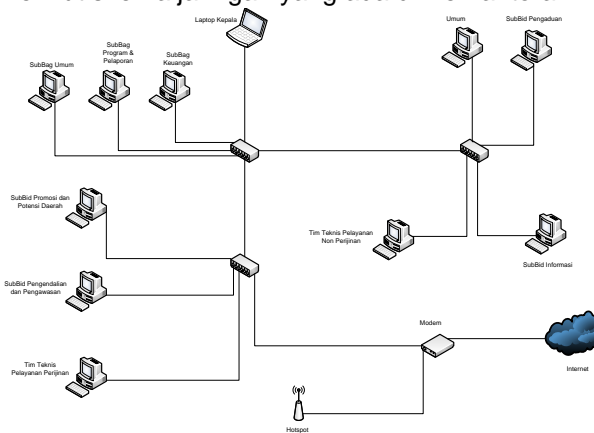 Laptop Kepala
Umum
SubBid Pengaduan
SubBag Umum
SubBag
Program &
Pelaporan
SubBag
Keuangan
SubBid Promosi dan
Potensi Daerah
Tim Teknis Pelayanan
Non Perijinan
SubBid Informasi
SubBid Pengendalian
dan Pengawasan
Modem
Internet
Tim Teknis
Pelayanan Perijinan
Hotspot